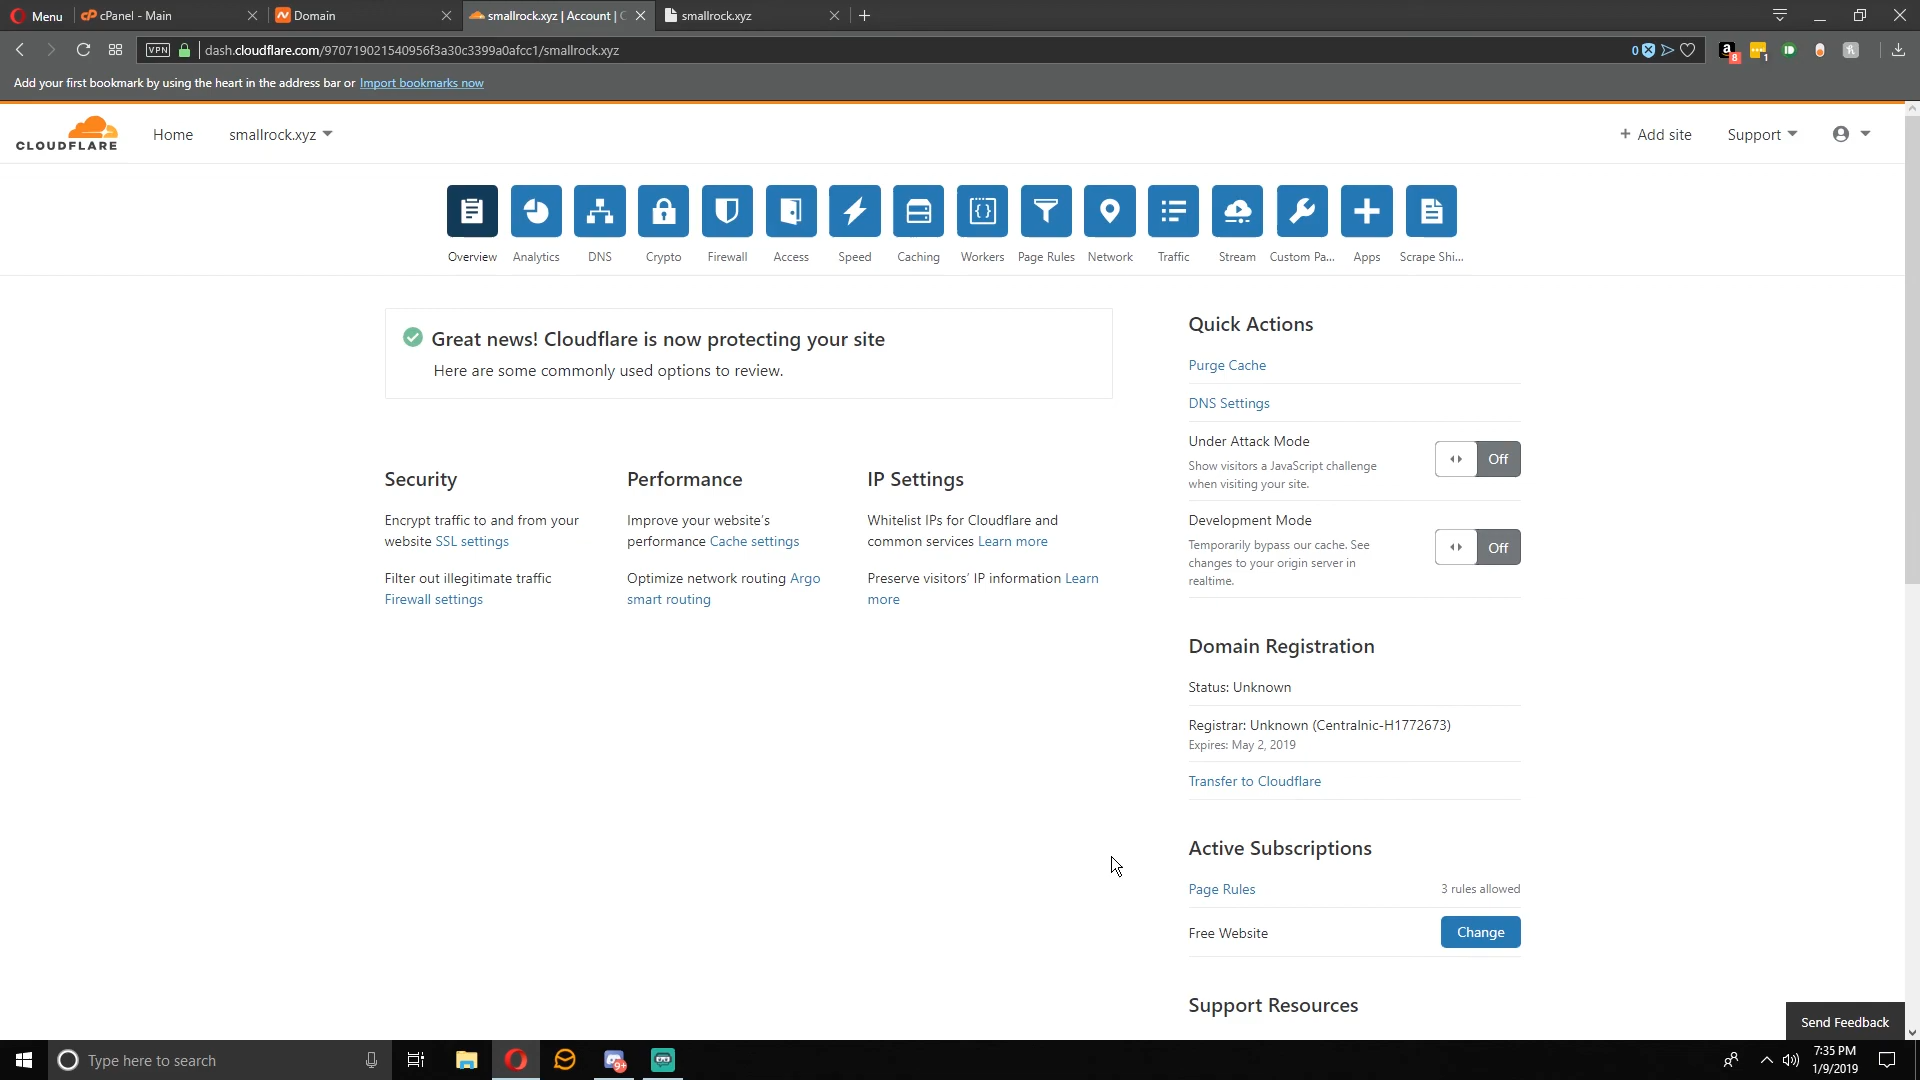 Menu
cPanel - Main
Domain
smallrock.xyz | Account | C
smallrock.xyz
VPN
dash.cloudflare.com/970719021540956f3a30c3399a0afcc1/smallrock.xyz
0
8
1
Add your first bookmark by using the heart in the address bar or Import bookmarks now
CLOUDFLARE
Home
smallrock.xyz
+ Add site
Support
Overview
Analytics
DNS
Crypto
Firewall
Access
Speed
Caching
Workers
Page Rules
Network
Traffic
Stream
Custom Pa...
Apps
Scrape Shi...
Great news! Cloudflare is now protecting your site
Here are some commonly used options to review.
Security
Encrypt traffic to and from your
website SSL settings
Filter out illegitimate traffic
Firewall settings
Performance
Improve your website's
performance Cache settings
Optimize network routing Argo
smart routing
IP Settings
Whitelist IPs for Cloudflare and
common services Learn more
Preserve visitors' IP information Learn
more
Quick Actions
Purge Cache
DNS Settings
Under Attack Mode
Show visitors a JavaScript challenge
when visiting your site.
Off
Development Mode
Temporarily bypass our cache. See
changes to your origin server in
realtime.
Off
Domain Registration
Status: Unknown
Registrar: Unknown (Centralnic-H1772673)
Expires: May 2, 2019
Transfer to Cloudflare
Active Subscriptions
Page Rules
3 rules allowed
Free Website
Change
Support Resources
Send Feedback
Type here to search
9+
7:35 PM
1/9/2019